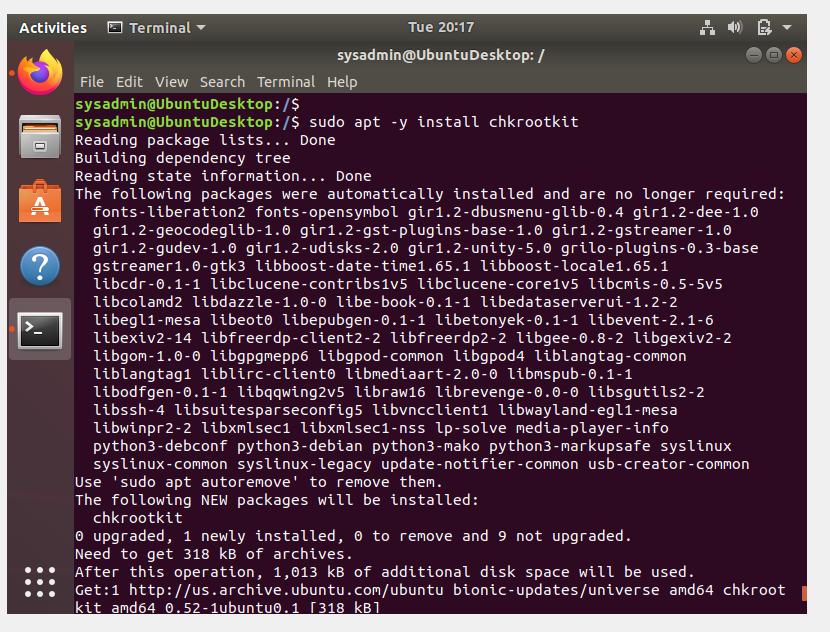 Activities Terminal Tue 20:17
sysadmin@UbuntuDesktop: /
File Edit View Search Terminal Help
sysadmin@UbuntuDesktop:/$
sysadmin@UbuntuDesktop:/$ sudo apt -y install chkrootkit
Reading package lists... Done
Building dependency tree
Reading state information... Done
The following packages were automatically installed and are no longer required:
  fonts-liberation2 fonts-opensymbol gir1.2-dbusmenu-glib-0.4 gir1.2-dee-1.0
  gir1.2-geocodeglib-1.0 gir1.2-gst-plugins-base-1.0 gir1.2-gstreamer-1.0
  gir1.2-gudev-1.0 gir1.2-udisks-2.0 gir1.2-unity-5.0 grilo-plugins-0.3-base
  gstreamer1.0-gtk3 libboost-date-time1.65.1 libboost-locale1.65.1
  libcdr-0.1-1 libclucene-contribs1v5 libclucene-core1v5 libcmis-0.5-5v5
  libcolamd2 libdazzle-1.0-0 libe-book-0.1-1 libedataserverui-1.2-2
  libegl1-mesa libeot0 libepubgen-0.1-1 libetonyek-0.1-1 libevent-2.1-6
  libexiv2-14 libfreerdp-client2-2 libfreerdp2-2 libgee-0.8-2 libgexiv2-2
  libgom-1.0-0 libgpgmepp6 libgpod-common libgpod4 liblangtag-common
  liblangtag1 liblirc-client0 libmediaart-2.0-0 libmspub-0.1-1
  libodfgen-0.1-1 libqqwing2v5 libraw16 librevenge-0.0-0 libsgutils2-2
  libssh-4 libsuitesparseconfig5 libvncclient1 libwayland-egl1-mesa
  libwinpr2-2 libxmlsec1 libxmlsec1-nss lp-solve media-player-info
  python3-debconf python3-debian python3-mako python3-markupsafe syslinux
  syslinux-common syslinux-legacy update-notifier-common usb-creator-common
Use 'sudo apt autoremove' to remove them.
The following NEW packages will be installed:
  chkrootkit
0 upgraded, 1 newly installed, 0 to remove and 9 not upgraded.
Need to get 318 kB of archives.
After this operation, 1,013 kB of additional disk space will be used.
Get:1 http://us.archive.ubuntu.com/ubuntu bionic-updates/universe amd64 chkroot
kit amd64 0.52-1ubuntu0.1 [318 kB]